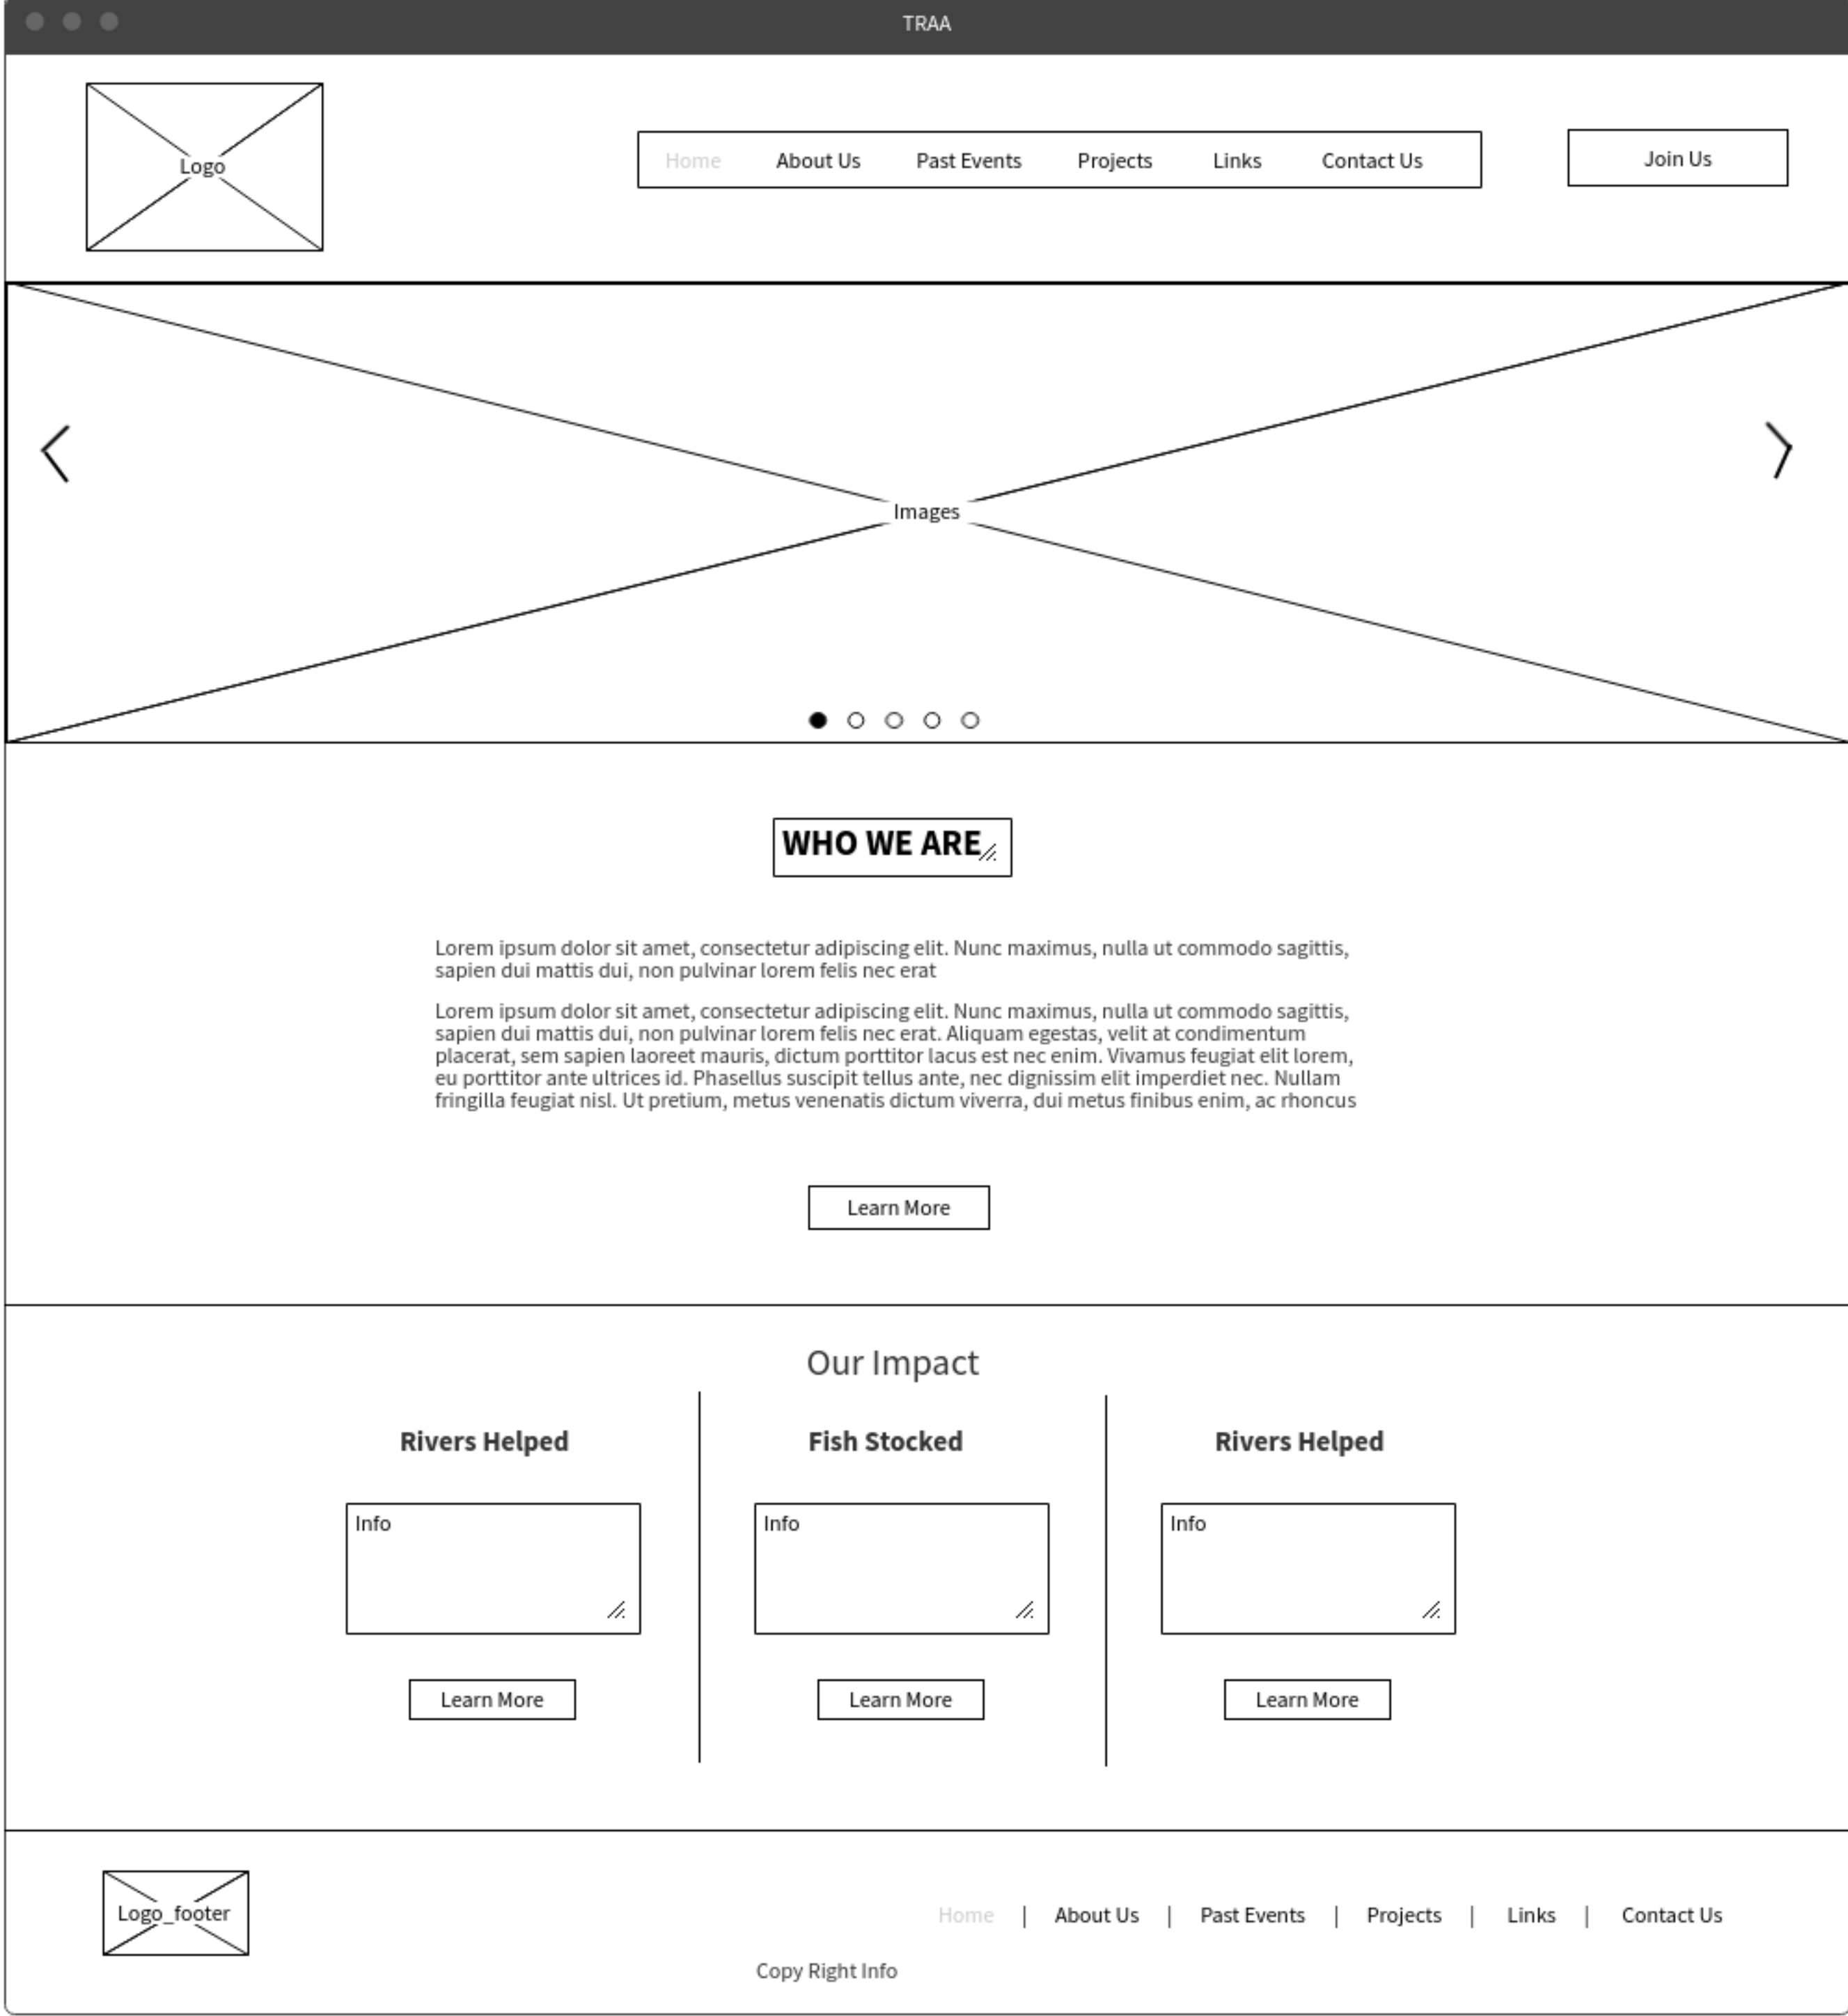 TRAA
Logo
Home About Us Past Events Projects Links Contact Us
Join Us
Images
WHO WE ARE
Lorem ipsum dolor sit amet, consectetur adipiscing elit. Nunc maximus, nulla ut commodo sagittis,
sapien dui mattis dui, non pulvinar lorem felis nec erat
Lorem ipsum dolor sit amet, consectetur adipiscing elit. Nunc maximus, nulla ut commodo sagittis,
sapien dui mattis dui, non pulvinar lorem felis nec erat. Aliquam egestas, velit at condimentum
placerat, sem sapien laoreet mauris, dictum porttitor lacus est nec enim. Vivamus feugiat elit lorem,
eu porttitor ante ultrices id. Phasellus suscipit tellus ante, nec dignissim elit imperdiet nec. Nullam
fringilla feugiat nisl. Ut pretium, metus venenatis dictum viverra, dui metus finibus enim, ac rhoncus
Learn More
Our Impact
Rivers Helped Fish Stocked Rivers Helped
Info Info Info
Learn More Learn More Learn More
Logo_footer
Home | About Us | Past Events | Projects | Links | Contact Us
Copy Right Info